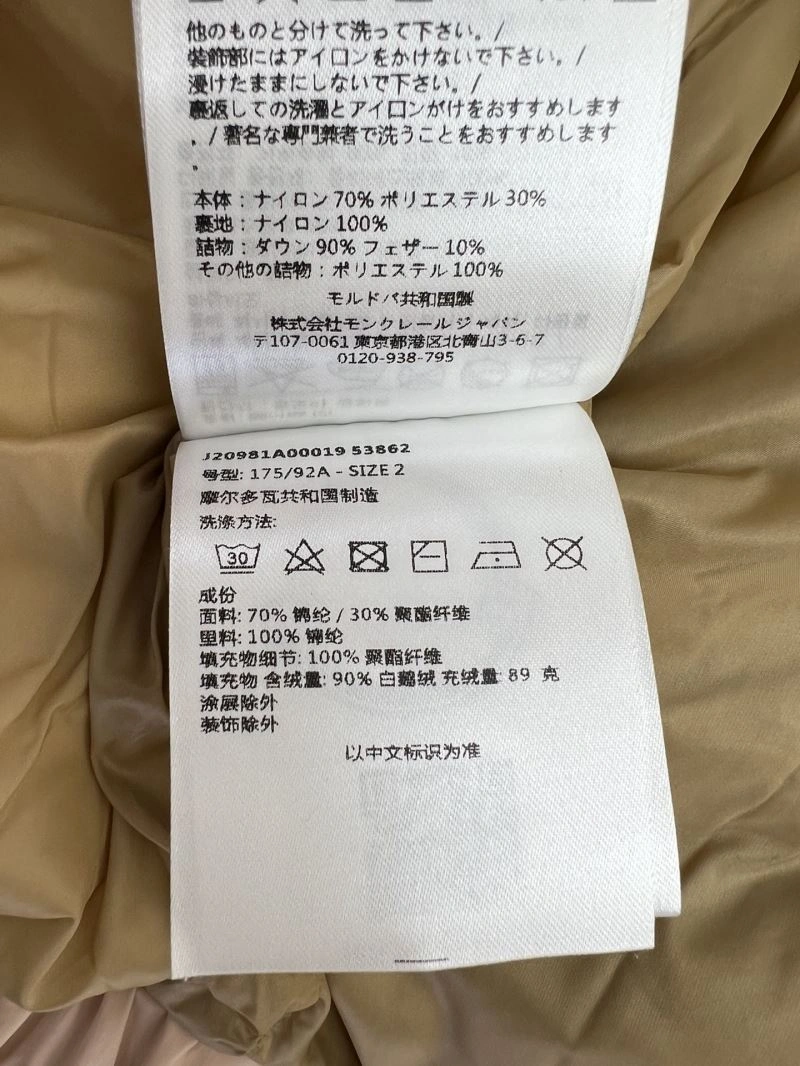 他のものと分けて洗って下さい。/
装飾部にはアイロンをかけないで下さい。/
浸けたままにしないで下さい。/
裏返しての洗濯とアイロンがけをおすすめします
。/著名な専門業者で洗うことをおすすめします
。
本体：ナイロン 70% ポリエステル 30%
裏地：ナイロン 100%
詰物：ダウン 90% フェザー 10%
その他の詰物：ポリエステル 100%
モルドバ共和国製
株式会社モンクレールジャパン
〒107-0061 東京都港区北青山3-6-7
0120-938-795
J20981A00019 53862
号型: 175/92A - SIZE 2
摩尔多瓦共和国制造
洗涤方法:
30
成份
面料: 70% 锦纶 / 30% 聚酯纤维
里料: 100% 锦纶
填充物细节: 100% 聚酯纤维
填充物 含绒量: 90% 白鹅绒 充绒量: 89 克
涂层除外
装饰除外
以中文标识为准